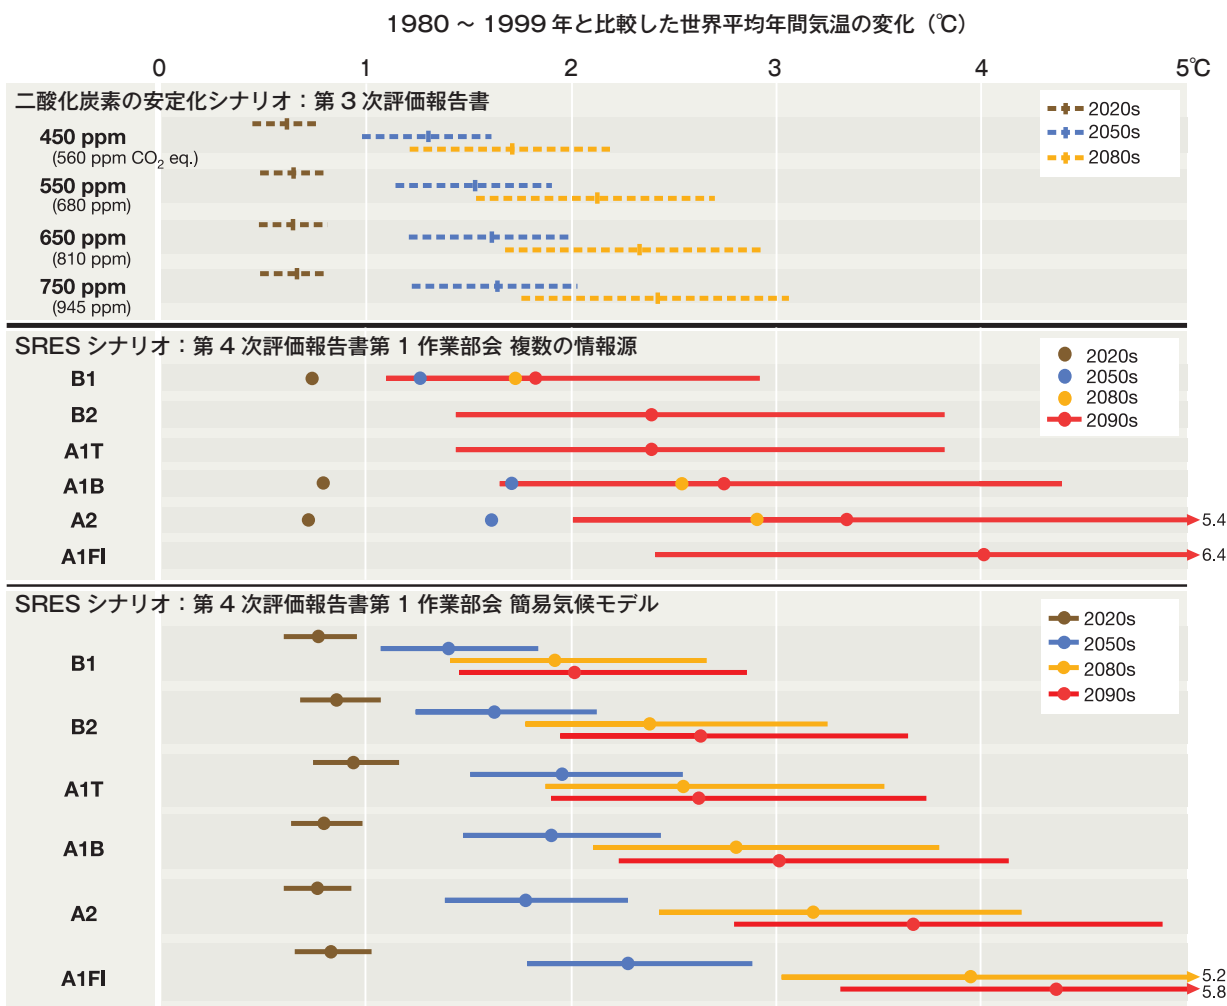 1980 ～ 1999 年と比較した世界平均年間気温の変化（℃）
0 1 2 3 4 5℃
二酸化炭素の安定化シナリオ：第 3 次評価報告書
2020s
2050s
2080s
450 ppm
(560 ppm CO₂ eq.)
550 ppm
(680 ppm)
650 ppm
(810 ppm)
750 ppm
(945 ppm)
SRES シナリオ：第 4 次評価報告書第 1 作業部会 複数の情報源
2020s
2050s
2080s
2090s
B1
B2
A1T
A1B
A2
5.4
A1FI
6.4
SRES シナリオ：第 4 次評価報告書第 1 作業部会 簡易気候モデル
2020s
2050s
2080s
2090s
B1
B2
A1T
A1B
A2
A1FI
5.2
5.8